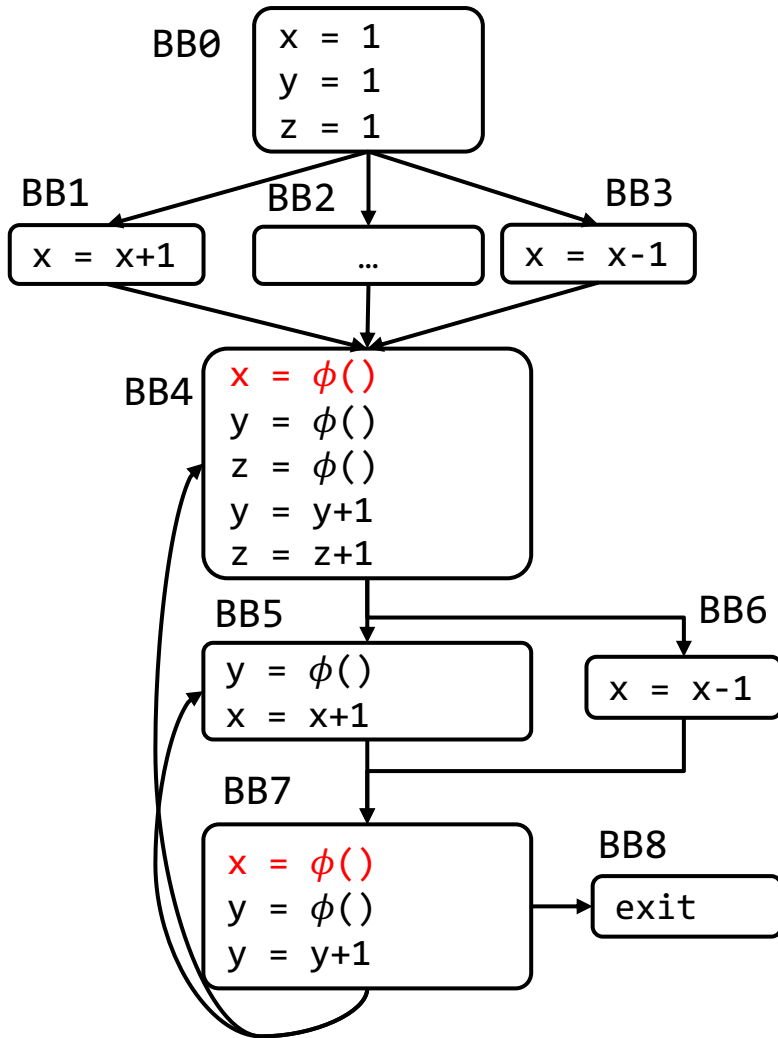 BB0
x = 1
y = 1
z = 1
BB1
BB2
BB3
x = x+1
…
x = x-1
BB4
x = ϕ()
y = ϕ()
z = ϕ()
y = y+1
z = z+1
BB5
BB6
y = ϕ()
x = x+1
x = x-1
BB7
x = ϕ()
y = ϕ()
y = y+1
BB8
exit